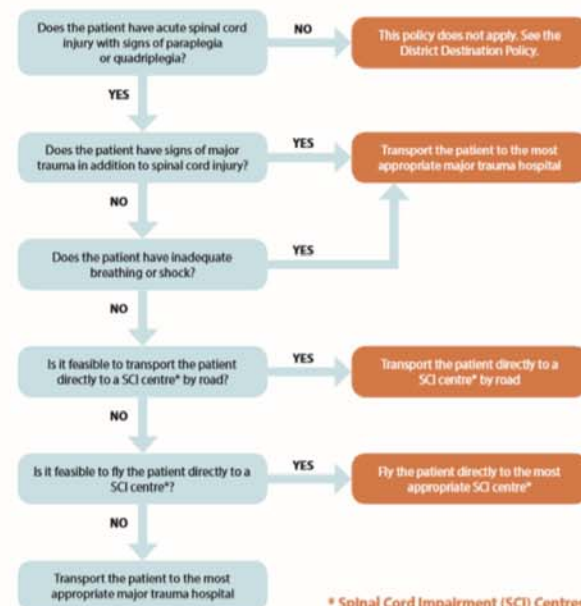 Does the patient have acute spinal cord
injury with signs of paraplegia
or quadriplegia?
NO
This policy does not apply. See the
District Destination Policy.
YES
Does the patient have signs of major
trauma in addition to spinal cord injury?
YES
Transport the patient to the most
appropriate major trauma hospital
NO
Does the patient have inadequate
breathing or shock?
YES
NO
Is it feasible to transport the patient
directly to a SCI centre* by road?
YES
Transport the patient directly to a
SCI centre* by road
NO
Is it feasible to fly the patient directly to a
SCI centre*?
YES
Fly the patient directly to the most
appropriate SCI centre*
NO
Transport the patient to the most
appropriate major trauma hospital
* Spinal Cord Impairment (SCI) Centres